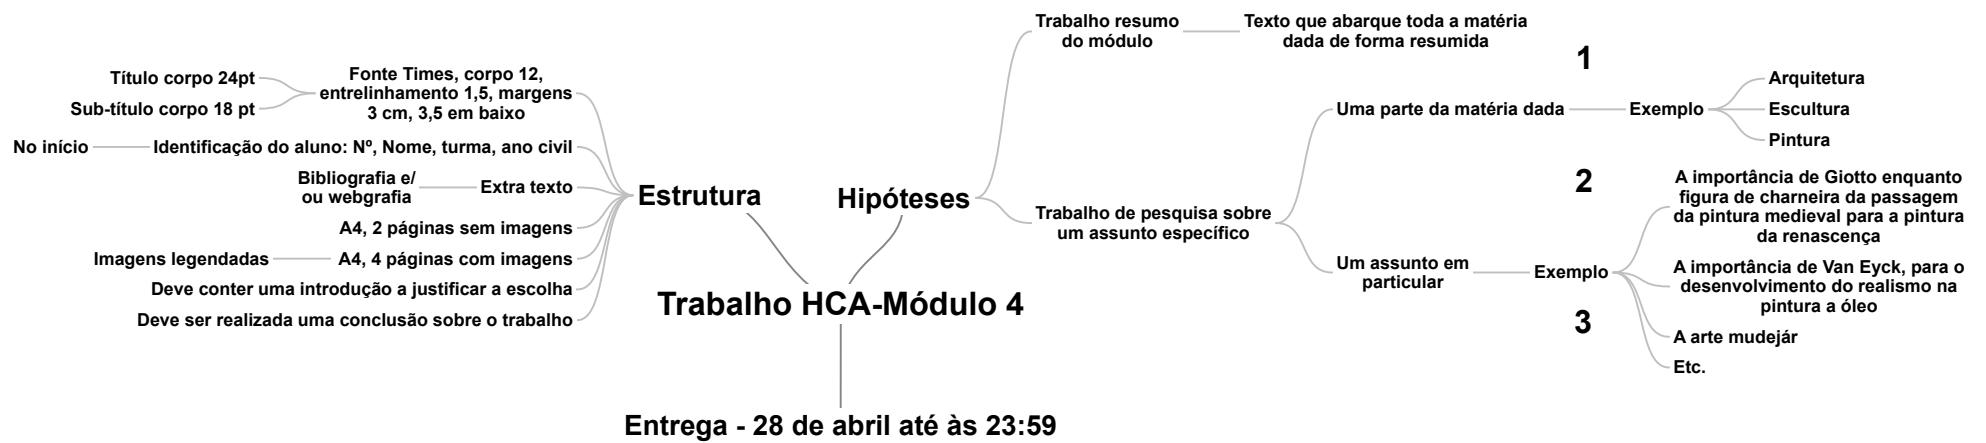 Trabalho HCA-Módulo 4
Entrega - 28 de abril até às 23:59
Estrutura
Fonte Times, corpo 12,
entrelinhamento 1,5, margens
3 cm, 3,5 em baixo
Título corpo 24pt
Sub-título corpo 18 pt
Identificação do aluno: Nº, Nome, turma, ano civil
No início
Extra texto
Bibliografia e/
ou webgrafia
A4, 2 páginas sem imagens
A4, 4 páginas com imagens
Imagens legendadas
Deve conter uma introdução a justificar a escolha
Deve ser realizada uma conclusão sobre o trabalho
Hipóteses
Trabalho resumo
do módulo
Texto que abarque toda a matéria
dada de forma resumida
1
Trabalho de pesquisa sobre
um assunto específico
Uma parte da matéria dada
Exemplo
Arquitetura
Escultura
Pintura
2
Um assunto em
particular
Exemplo
A importância de Giotto enquanto
figura de charneira da passagem
da pintura medieval para a pintura
da renascença
A importância de Van Eyck, para o
desenvolvimento do realismo na
pintura a óleo
A arte mudejár
Etc.
3